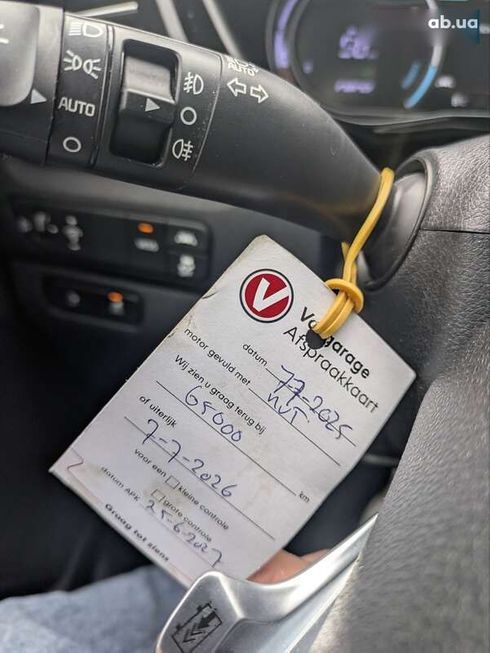 ab.ua
AUTO
V
Vakgarage
Afspraakkaart
datum 7-7-2025
motor gevuld met NVT.
Wij zien u graag terug bij
65000 km
of uiterlijk
7-7-2026
voor een kleine controle
grote controle
datum APK 25-6-2027
Graag tot ziens